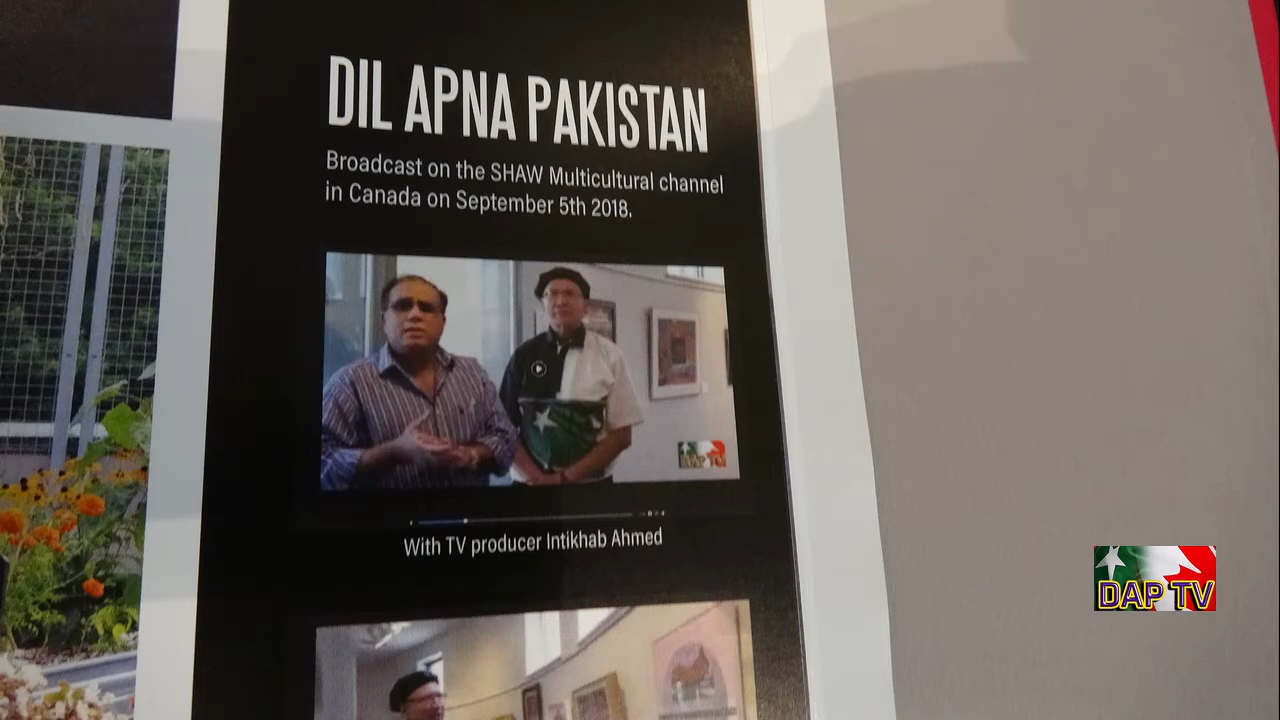 DIL APNA PAKISTAN
Broadcast on the SHAW Multicultural channel
in Canada on September 5th 2018.
DAP TV
With TV producer Intikhab Ahmed
DAP TV